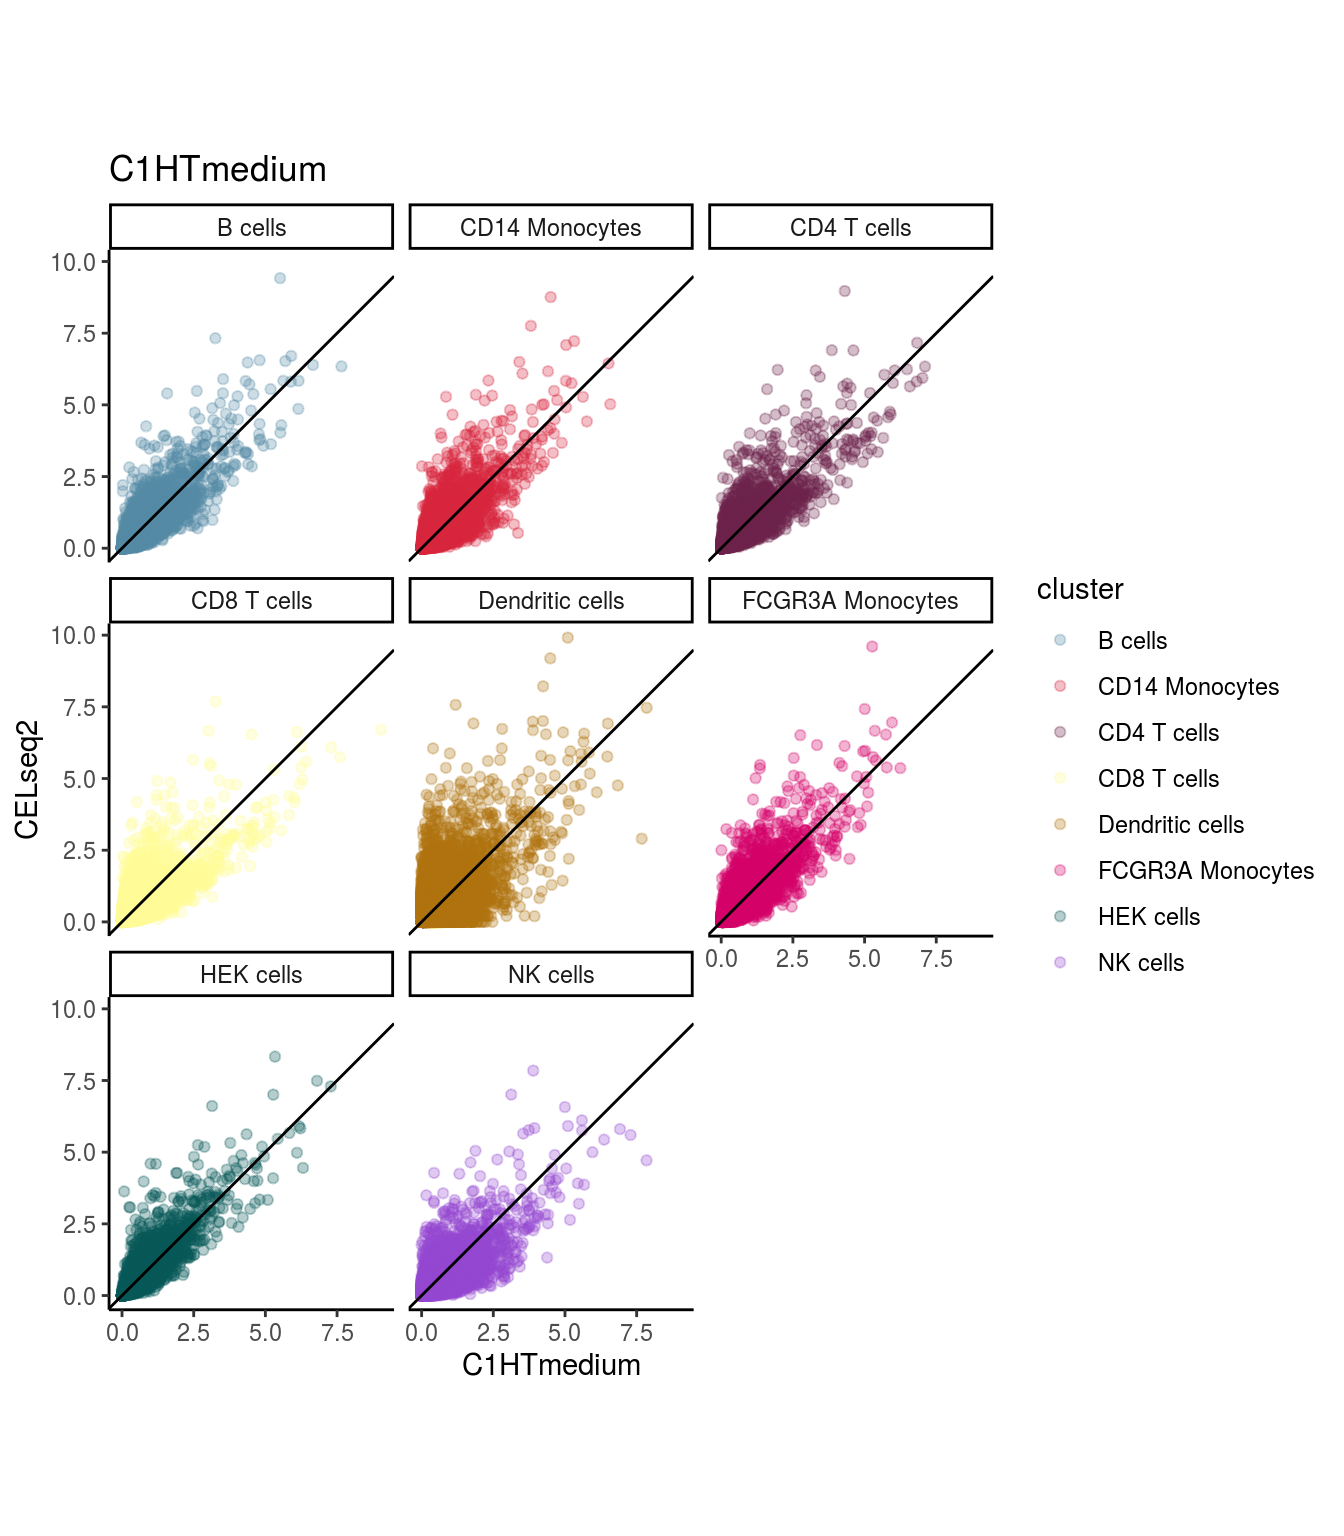 C1HTmedium
B cells
CD14 Monocytes
CD4 T cells
10.0
7.5
5.0
2.5
0.0
CD8 T cells
Dendritic cells
FCGR3A Monocytes
10.0
7.5
5.0
2.5
0.0
0.0 2.5 5.0 7.5
HEK cells
NK cells
10.0
7.5
5.0
2.5
0.0
0.0 2.5 5.0 7.5
0.0 2.5 5.0 7.5
C1HTmedium
CELseq2
cluster
B cells
CD14 Monocytes
CD4 T cells
CD8 T cells
Dendritic cells
FCGR3A Monocytes
HEK cells
NK cells